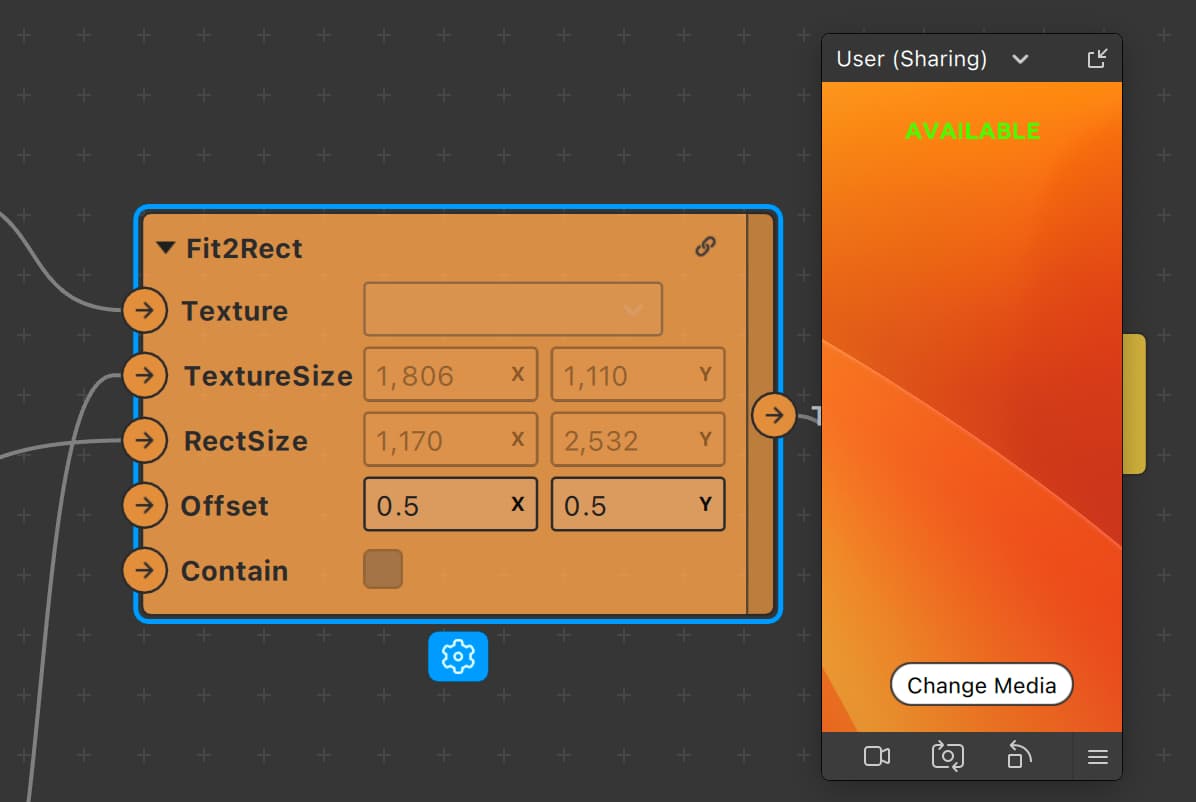 User (Sharing)
AVAILABLE
Fit2Rect
Texture
TextureSize 1,806 X 1,110 Y
RectSize 1,170 X 2,532 Y
T
Offset 0.5 X 0.5 Y
Contain
Change Media